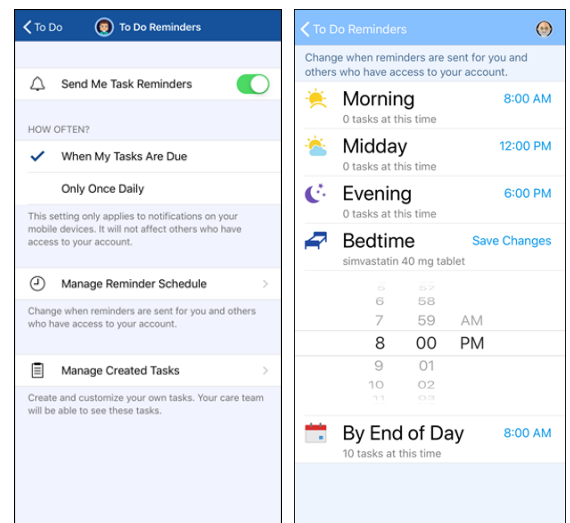 To Do
To Do Reminders
Send Me Task Reminders
HOW OFTEN?
When My Tasks Are Due
Only Once Daily
This setting only applies to notifications on your
mobile devices. It will not affect others who have
access to your account.
Manage Reminder Schedule
Change when reminders are sent for you and others
who have access to your account.
Manage Created Tasks
Create and customize your own tasks. Your care team
will be able to see these tasks.
To Do Reminders
Change when reminders are sent for you and
others who have access to your account.
Morning 8:00 AM
0 tasks at this time
Midday 12:00 PM
0 tasks at this time
Evening 6:00 PM
0 tasks at this time
Bedtime Save Changes
simvastatin 40 mg tablet
5 57
6 58
7 59 AM
8 00 PM
9 01
10 02
11 03
By End of Day 8:00 AM
10 tasks at this time